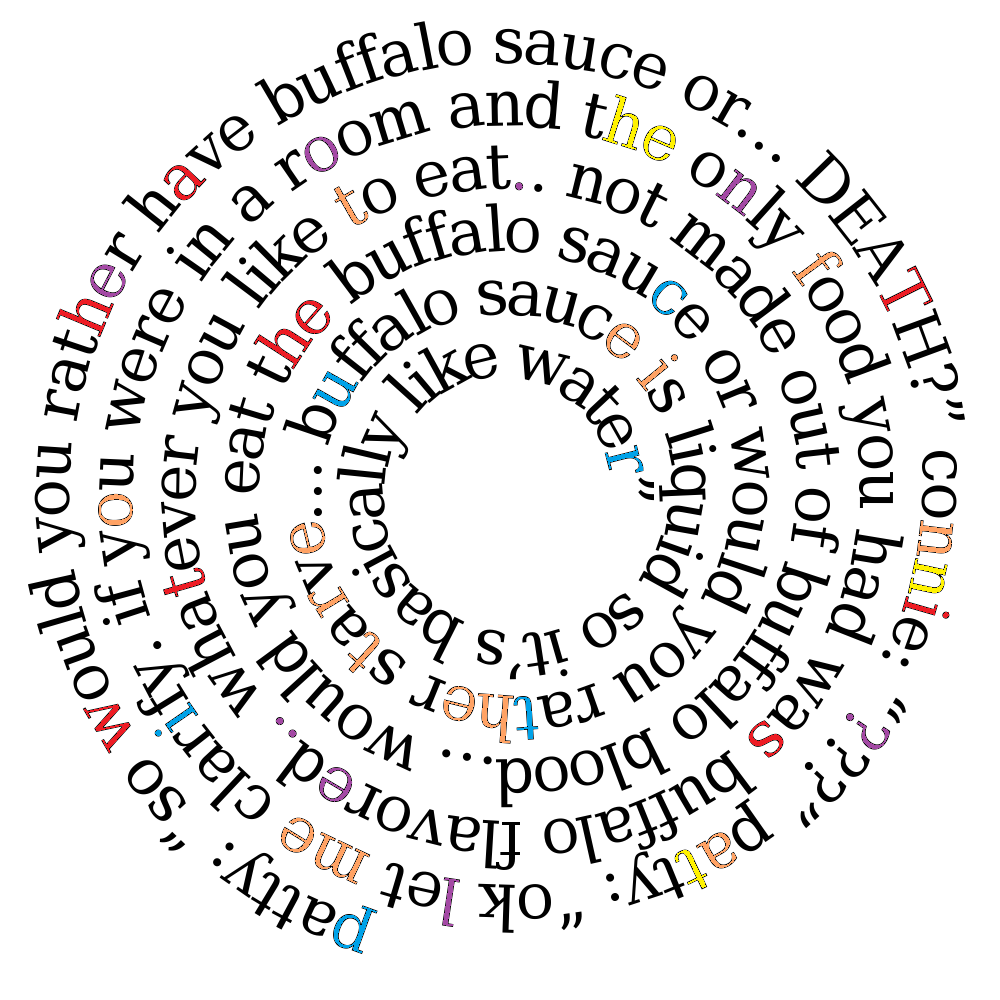 patty: “so would you rather have buffalo sauce or... DEATH?” connie: “???” patty: “ok let me clarify. if you were in a room and the only food you had was buffalo flavored.. whatever you like to eat.. not made out of buffalo blood... would you eat the buffalo sauce or would you rather starve.... buffalo sauce is liquid so it’s basically like water”